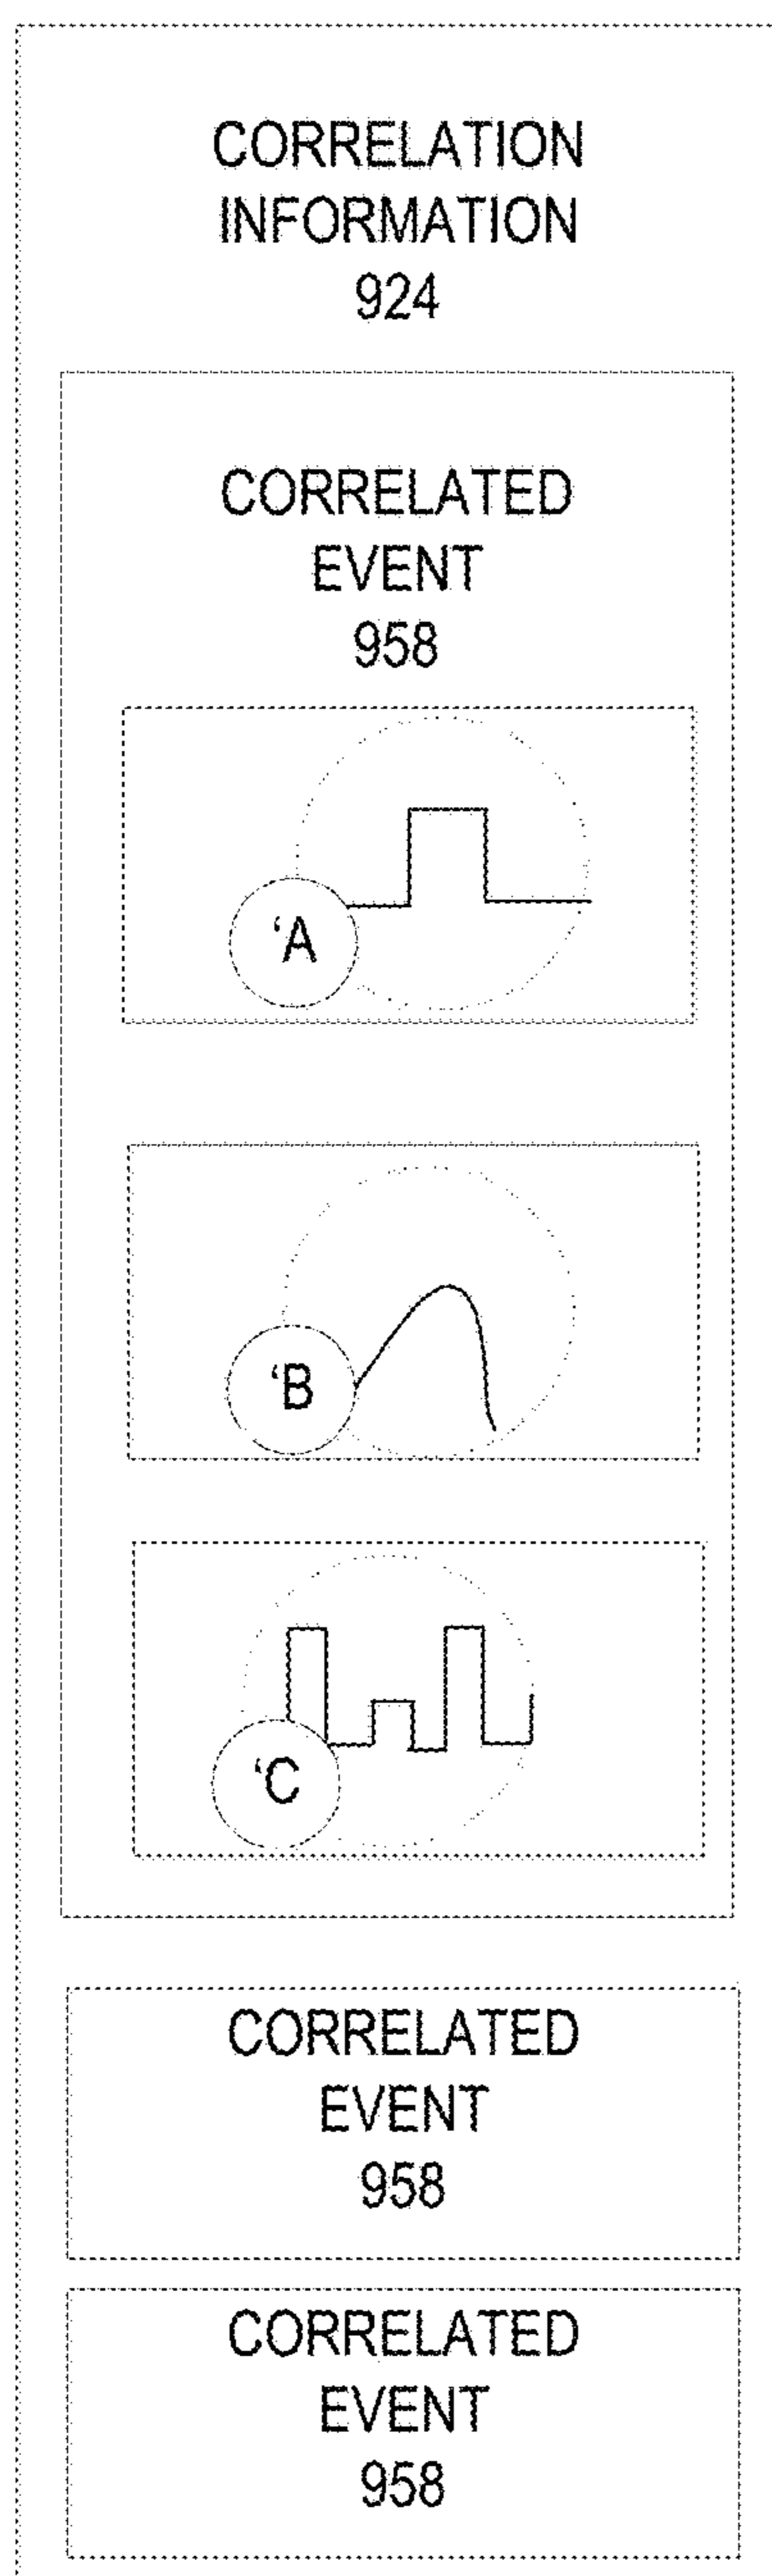 CORRELATION
INFORMATION
924
CORRELATED
EVENT
958
‘A
‘B
‘C
CORRELATED
EVENT
958
CORRELATED
EVENT
958